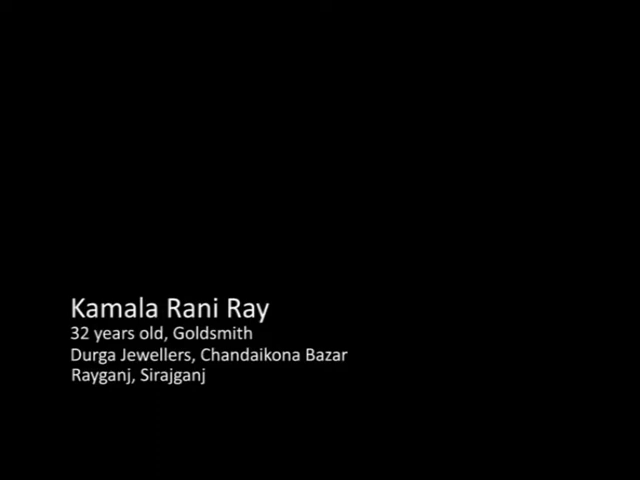 Kamala Rani Ray
32 years old, Goldsmith
Durga Jewellers, Chandaikona Bazar
Rayganj, Sirajganj